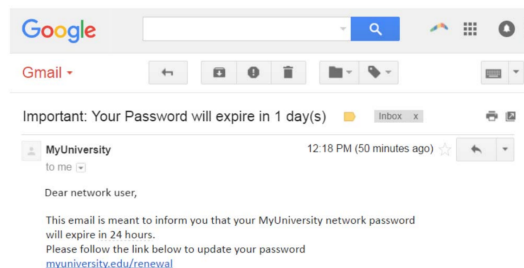 Google
Gmail
Important: Your Password will expire in 1 day(s) Inbox x
MyUniversity 12:18 PM (50 minutes ago)
to me
Dear network user,
This email is meant to inform you that your MyUniversity network password
will expire in 24 hours.
Please follow the link below to update your password
myuniversity.edu/renewal